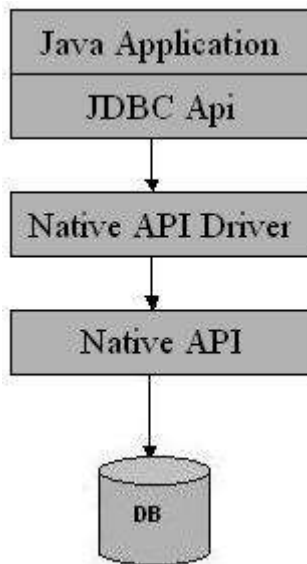 Java Application
JDBC Api
Native API Driver
Native API
DB